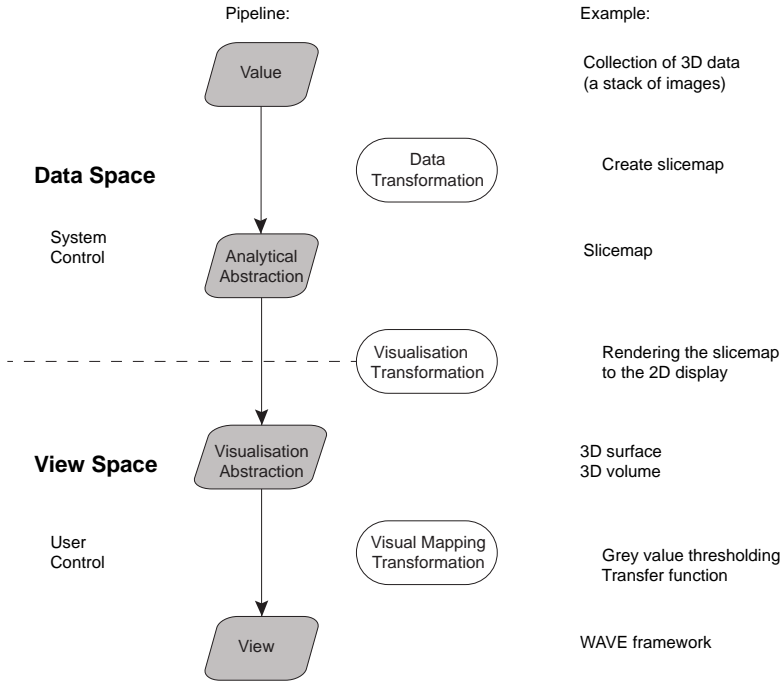 Pipeline:
Example:
Value
Collection of 3D data
(a stack of images)
Data
Transformation
Create slicemap
Data Space
System
Control
Analytical
Abstraction
Slicemap
Visualisation
Transformation
Rendering the slicemap
to the 2D display
View Space
Visualisation
Abstraction
3D surface
3D volume
User
Control
Visual Mapping
Transformation
Grey value thresholding
Transfer function
View
WAVE framework